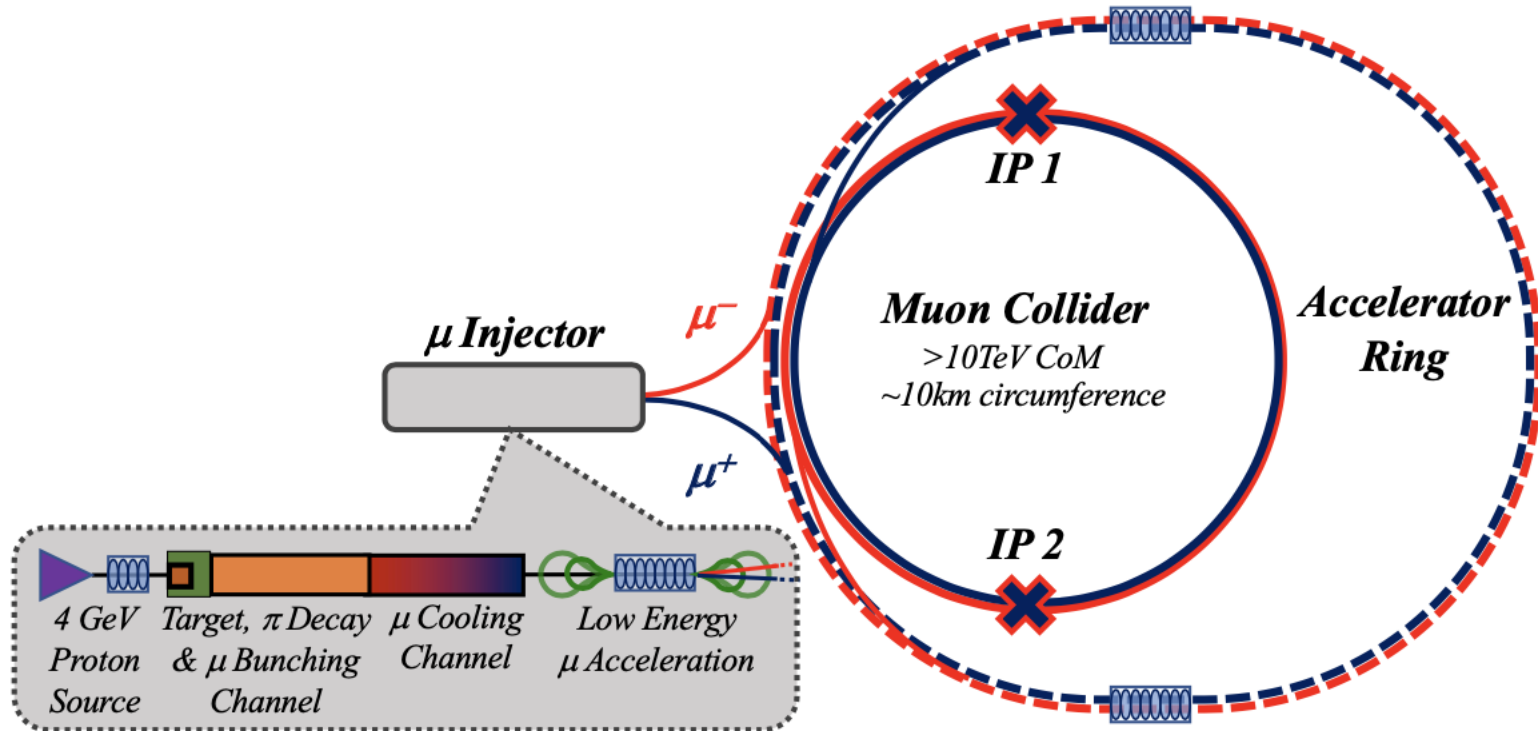 IP 1
Muon Collider
>10TeV CoM
~10km circumference
Accelerator
Ring
μ⁻
μ Injector
μ⁺
IP 2
4 GeV
Proton
Source
Target, π Decay
& μ Bunching
Channel
μ Cooling
Channel
Low Energy
μ Acceleration